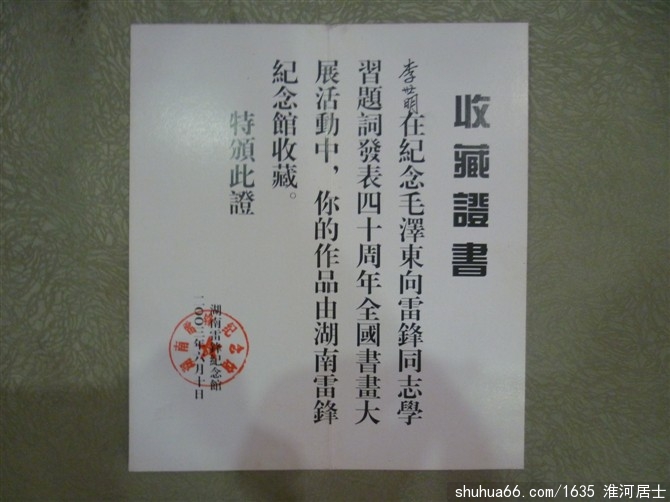 收藏證書
李世明在紀念毛澤東向雷鋒同志學
習題詞發表四十周年全國書畫大
展活動中，你的作品由湖南雷鋒
紀念館收藏。
特頒此證
湖南雷鋒紀念館
二〇〇三年六月十日
shuhua66.com/1635 淮河居士